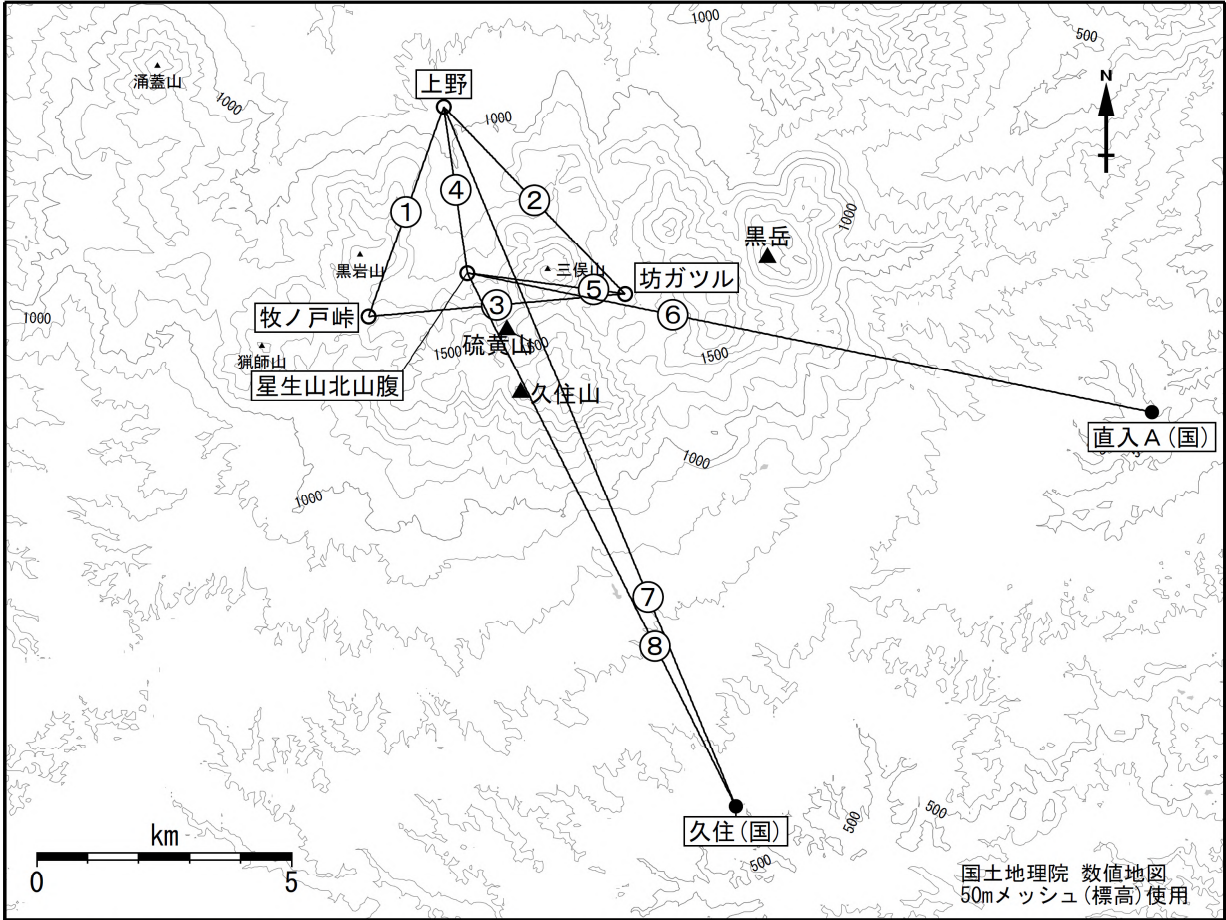 1000
500
涌蓋山
上野
N
1000
1000
④
②
①
1000
黒岳
黒岩山
三俣山
坊ガツル
⑤
③
⑥
牧ノ戸峠
1000
硫黄山
1500
1500
猟師山
星生山北山腹
久住山
直入A(国)
1000
1000
⑦
⑧
久住(国)
500
500
500
km
0
5
国土地理院 数値地図
50mメッシュ(標高)使用